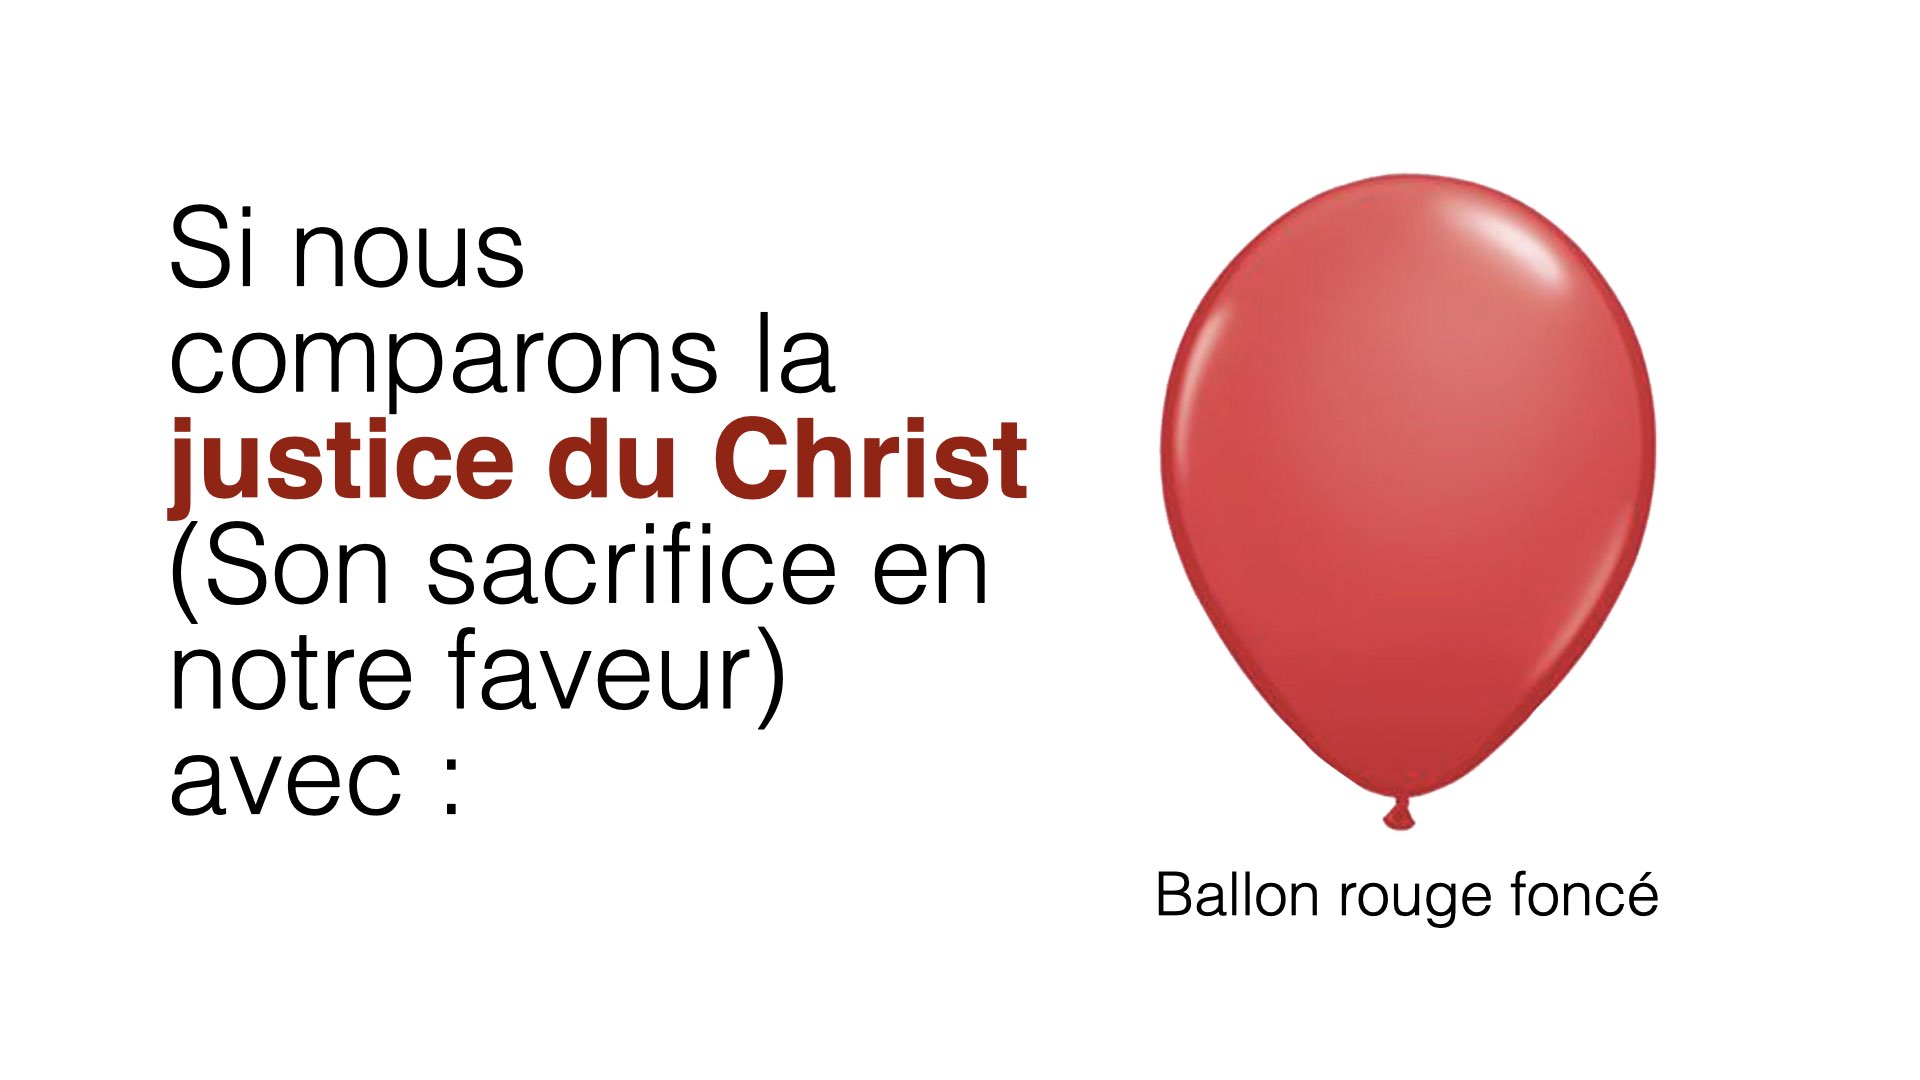 Si nous
comparons la
justice du Christ
(Son sacrifice en
notre faveur)
avec :
Ballon rouge foncé